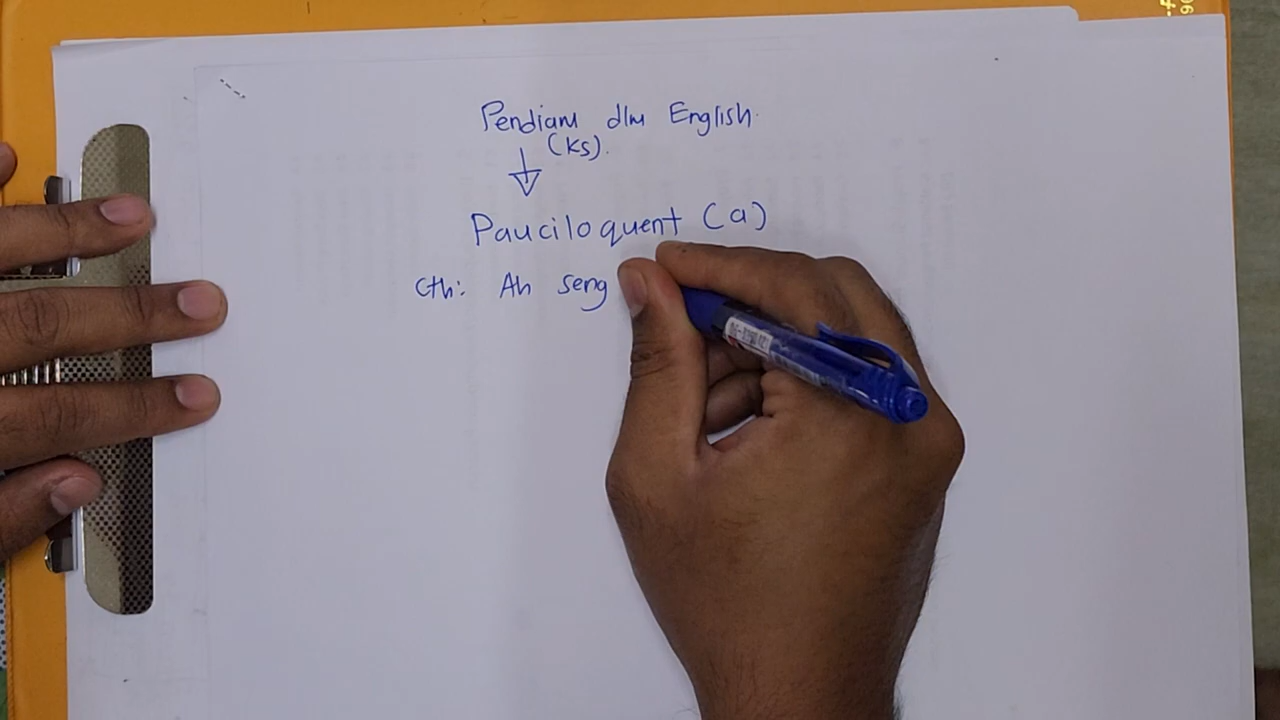 Pendiam dlm English.
(Ks).
Pauciloquent (a)
Cth: Ah seng